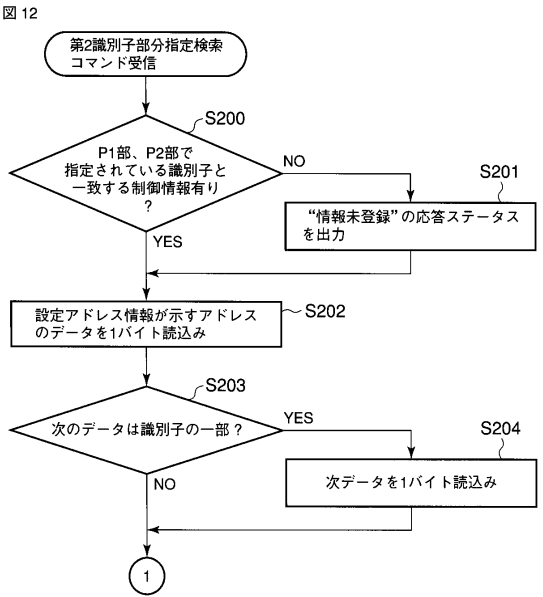 図 12
第2識別子部分指定検索
コマンド受信
S200
P1部、P2部で
指定されている識別子と
一致する制御情報有り
?
NO
YES
S201
“情報未登録”の応答ステータス
を出力
設定アドレス情報が示すアドレス
のデータを1バイト読込み
S202
S203
次のデータは識別子の一部?
YES
NO
S204
次データを1バイト読込み
1